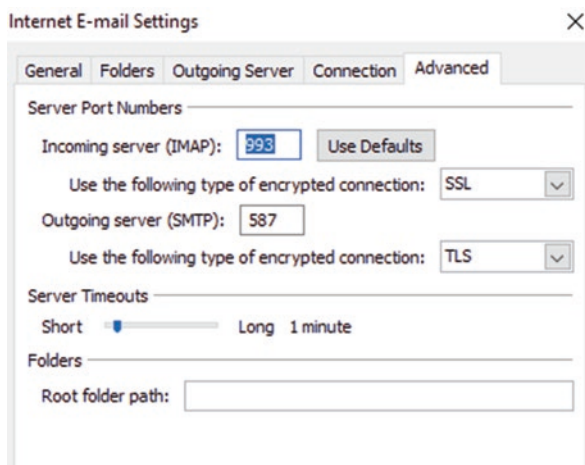 Internet E-mail Settings
General Folders Outgoing Server Connection Advanced
Server Port Numbers
Incoming server (IMAP): 993 Use Defaults
Use the following type of encrypted connection: SSL
Outgoing server (SMTP): 587
Use the following type of encrypted connection: TLS
Server Timeouts
Short Long 1 minute
Folders
Root folder path: